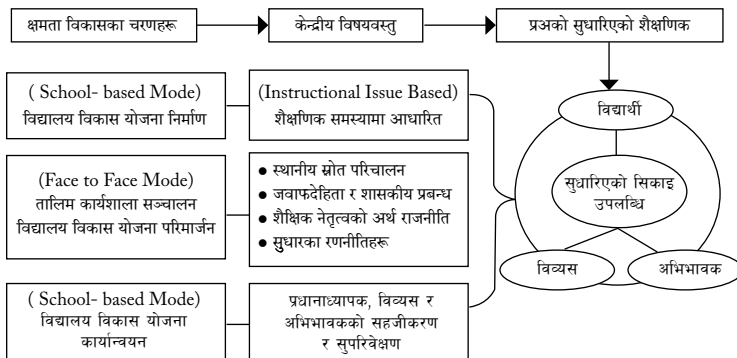 क्षमता विकासका चरणहरू
केन्द्रीय विषयवस्तु
प्रअको सुधारिएको शैक्षणिक
( School- based Mode)
विद्यालय विकास योजना निर्माण
(Instructional Issue Based)
शैक्षणिक समस्यामा आधारित
(Face to Face Mode)
तालिम कार्यशाला सञ्चालन
विद्यालय विकास योजना परिमार्जन
● स्थानीय स्रोत परिचालन
● जवाफदेहिता र शासकीय प्रबन्ध
● शैक्षिक नेतृत्वको अर्थ राजनीति
● सुधारका रणनीतिहरू
( School- based Mode)
विद्यालय विकास योजना
कार्यान्वयन
प्रधानाध्यापक, विव्यस र
अभिभावकको सहजीकरण
र सुपरिवेक्षण
विद्यार्थी
सुधारिएको सिकाइ
उपलब्धि
विव्यस
अभिभावक